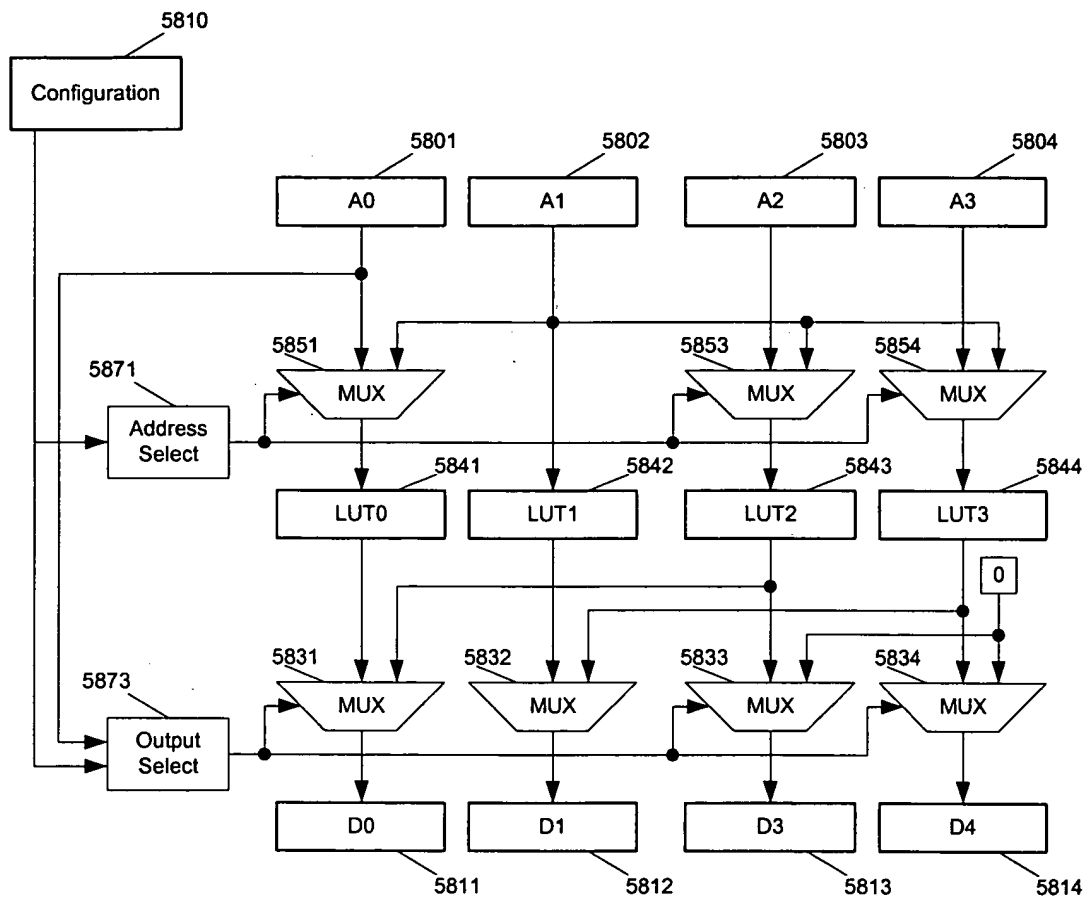 5810
Configuration
5801
5802
5803
5804
A0
A1
A2
A3
5851
5853
5854
5871
MUX
MUX
MUX
Address
Select
5841
5842
5843
5844
LUT0
LUT1
LUT2
LUT3
0
5831
5832
5833
5834
5873
MUX
MUX
MUX
MUX
Output
Select
D0
D1
D3
D4
5811
5812
5813
5814